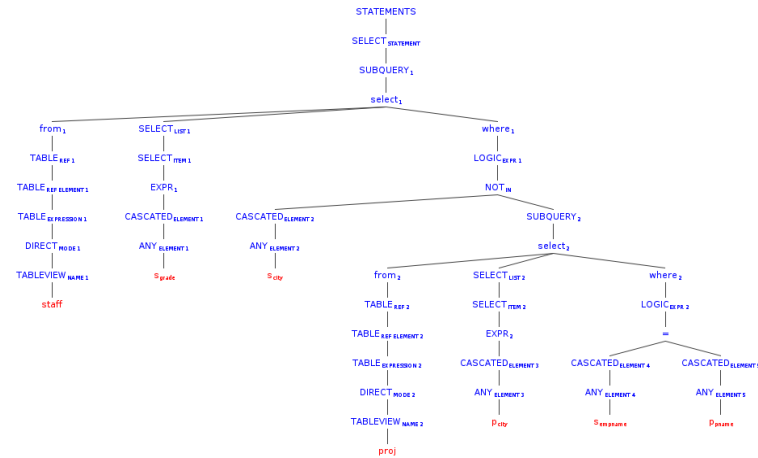 STATEMENTS
SELECT STATEMENT
SUBQUERY 1
select 1
from 1 SELECT LIST 1 where 1
TABLE REF 1 SELECT ITEM 1 LOGIC EXPR 1
TABLE REF ELEMENT 1 EXPR 1 NOT IN
TABLE EXPRESSION 1 CASCATED ELEMENT 1 CASCATED ELEMENT 2 SUBQUERY 2
DIRECT MODE 1 ANY ELEMENT 1 ANY ELEMENT 2 select 2
TABLEVIEW NAME 1 s grade s city from 2 SELECT LIST 2 where 2
staff TABLE REF 2 SELECT ITEM 2 LOGIC EXPR 2
TABLE REF ELEMENT 2 EXPR 2 =
TABLE EXPRESSION 2 CASCATED ELEMENT 3 CASCATED ELEMENT 4 CASCATED ELEMENT 5
DIRECT MODE 2 ANY ELEMENT 3 ANY ELEMENT 4 ANY ELEMENT 5
TABLEVIEW NAME 2 p city s empname p pname
proj